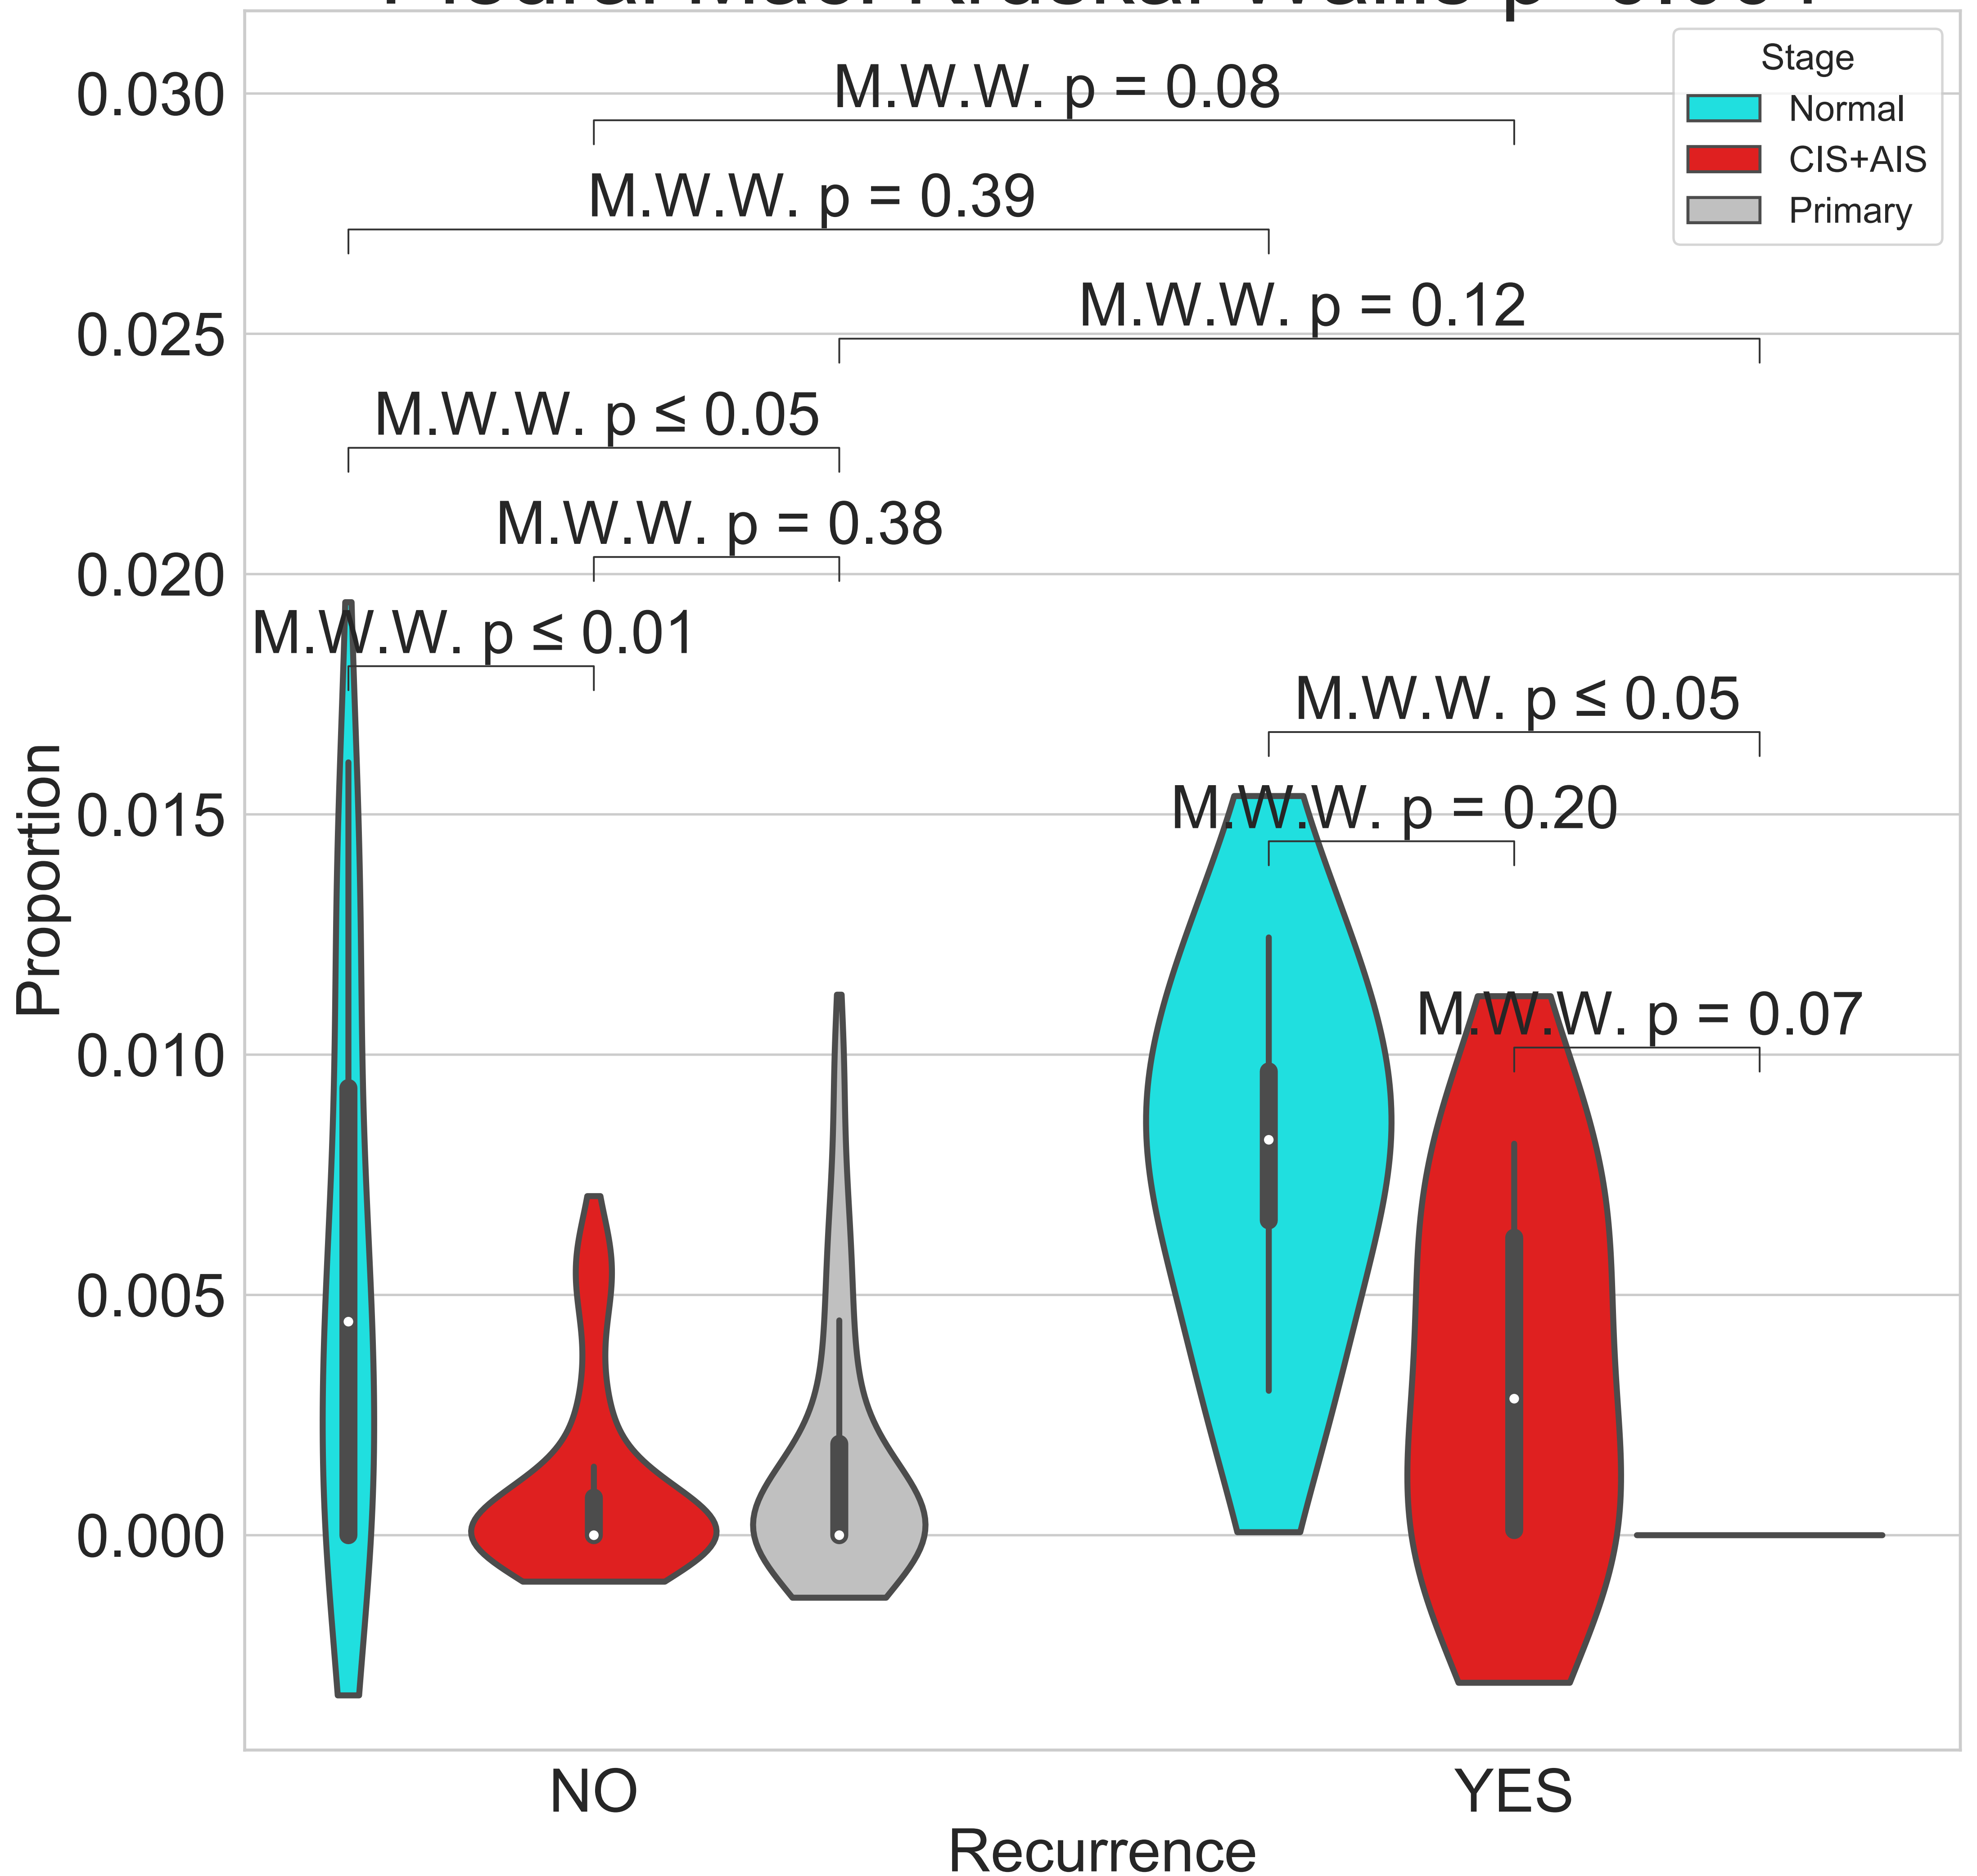 Stage
Normal
CIS+AIS
Primary
M.W.W. p = 0.08
M.W.W. p = 0.39
M.W.W. p = 0.12
M.W.W. p ≤ 0.05
M.W.W. p = 0.38
M.W.W. p ≤ 0.01
M.W.W. p ≤ 0.05
M.W.W. p = 0.20
M.W.W. p = 0.07
0.030
0.025
0.020
0.015
0.010
0.005
0.000
Proportion
NO
YES
Recurrence